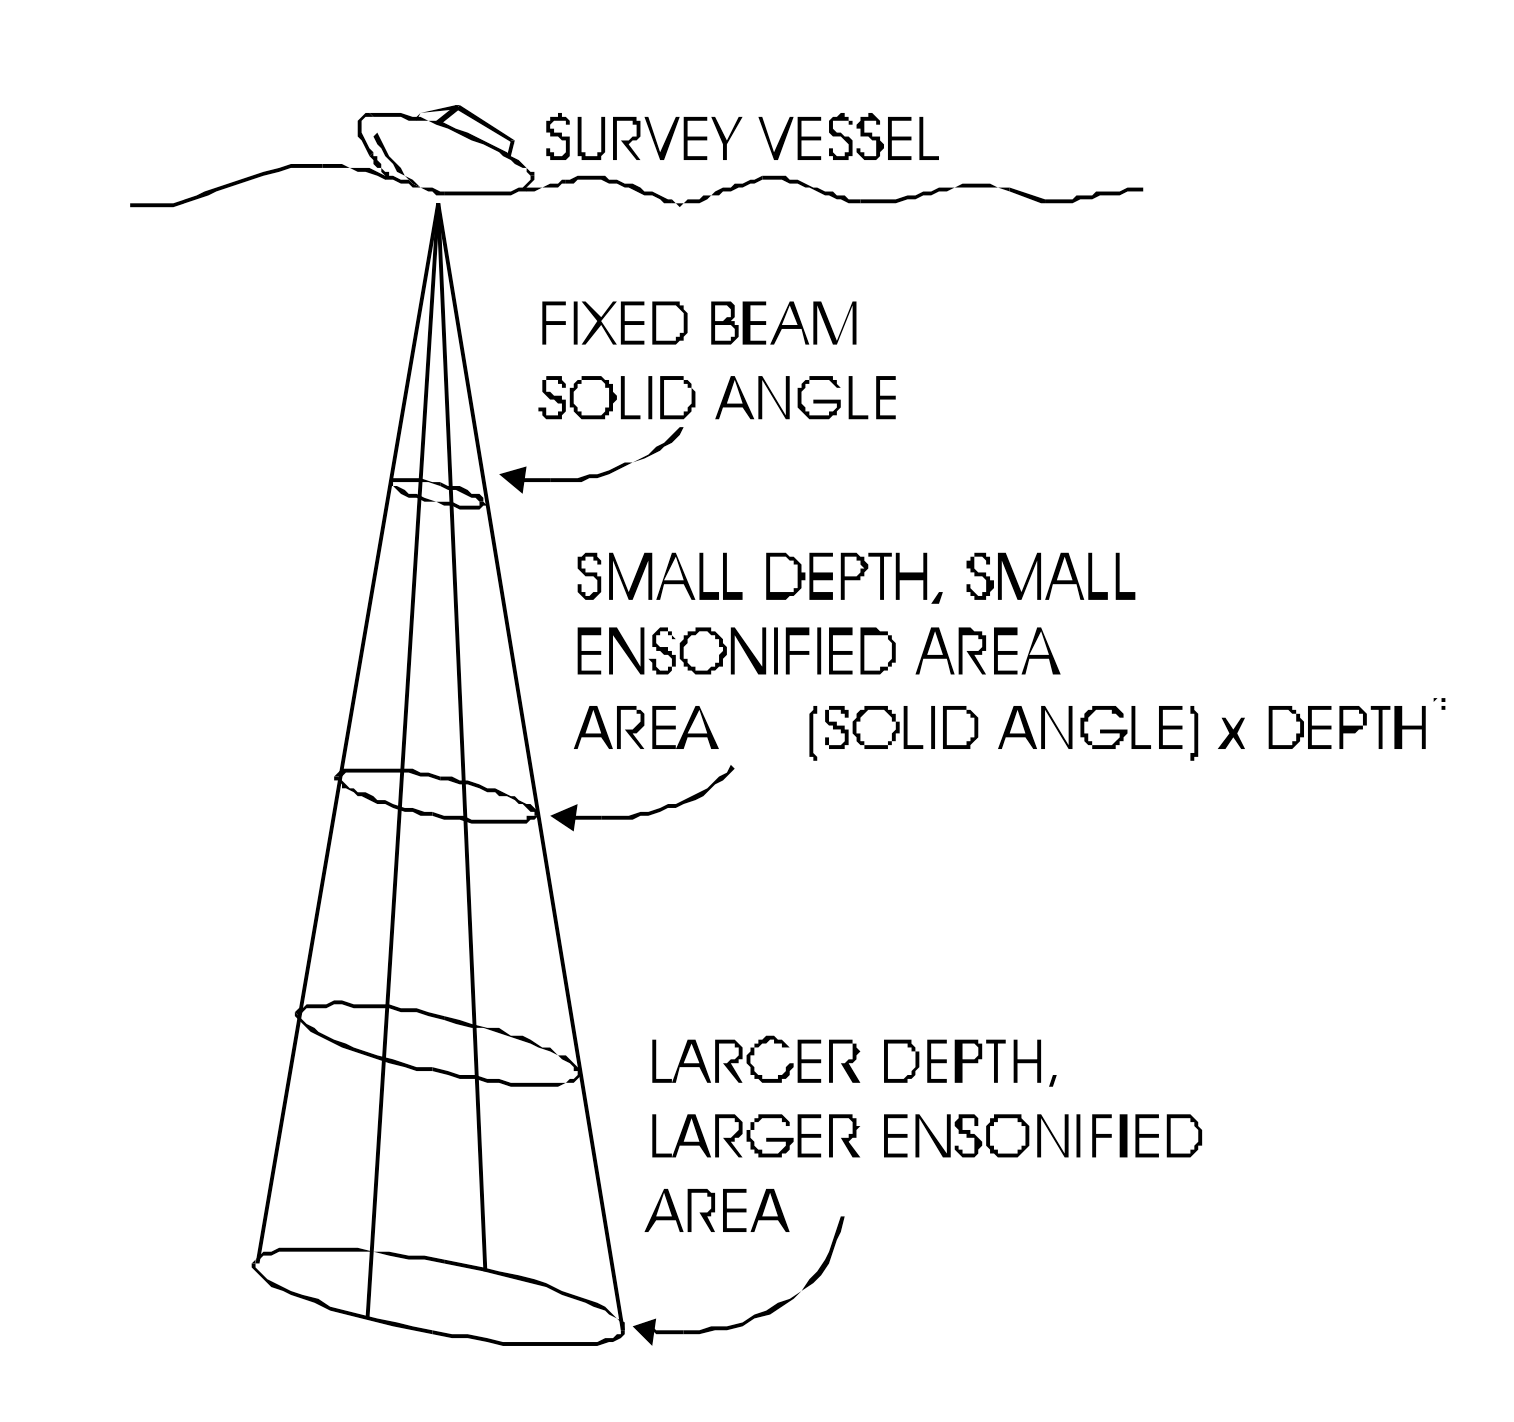 SURVEY VESSEL
FIXED BEAM
SOLID ANGLE
SMALL DEPTH, SMALL
ENSONIFIED AREA
AREA (SOLID ANGLE) x DEPTH
LARGER DEPTH,
LARGER ENSONIFIED
AREA